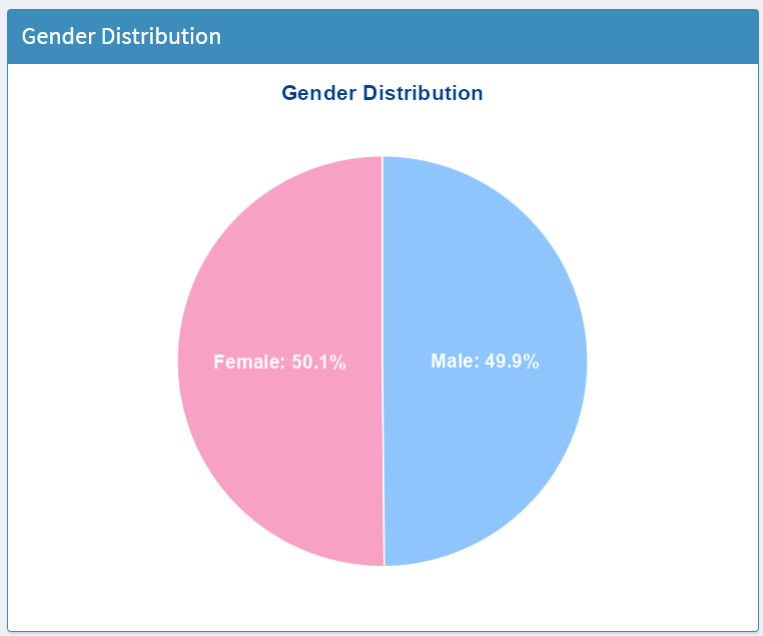 Gender Distribution
Gender Distribution
Female: 50.1%
Male: 49.9%